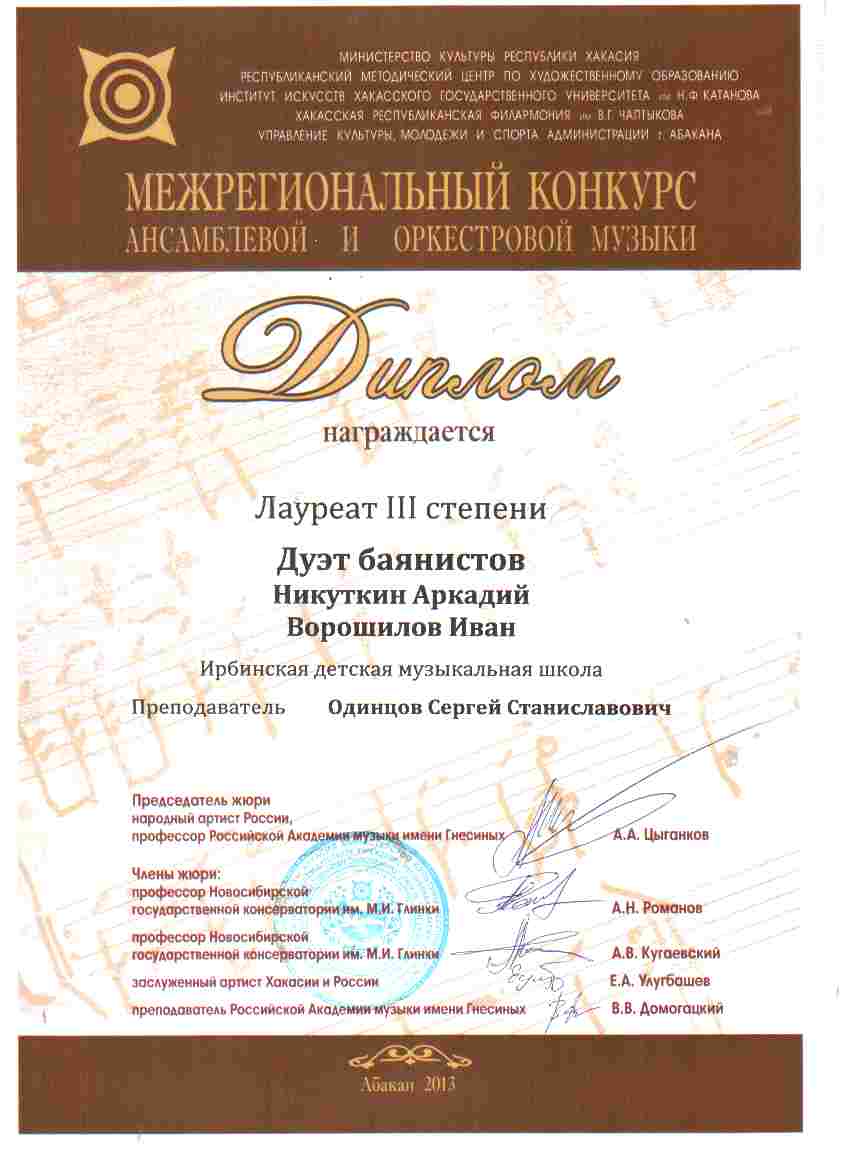 МИНИСТЕРСТВО КУЛЬТУРЫ РЕСПУБЛИКИ ХАКАСИЯ
РЕСПУБЛИКАНСКИЙ МЕТОДИЧЕСКИЙ ЦЕНТР ПО ХУДОЖЕСТВЕННОМУ ОБРАЗОВАНИЮ
ИНСТИТУТ ИСКУССТВ ХАКАССКОГО ГОСУДАРСТВЕННОГО УНИВЕРСИТЕТА им Н.Ф КАТАНОВА
ХАКАССКАЯ РЕСПУБЛИКАНСКАЯ ФИЛАРМОНИЯ им В.Г. ЧАПТЫКОВА
УПРАВЛЕНИЕ КУЛЬТУРЫ, МОЛОДЕЖИ И СПОРТА АДМИНИСТРАЦИИ г. АБАКАНА
МЕЖРЕГИОНАЛЬНЫЙ КОНКУРС
АНСАМБЛЕВОЙ И ОРКЕСТРОВОЙ МУЗЫКИ
Диплом
награждается
Лауреат III степени
Дуэт баянистов
Никуткин Аркадий
Ворошилов Иван
Ирбинская детская музыкальная школа
Преподаватель Одинцов Сергей Станиславович
Председатель жюри
народный артист России,
профессор Российской Академии музыки имени Гнесиных А.А. Цыганков
Члены жюри:
профессор Новосибирской
государственной консерватории им. М.И. Глинки А.Н. Романов
профессор Новосибирской
государственной консерватории им. М.И. Глинки А.В. Кугаевский
заслуженный артист Хакасии и России Е.А. Улугбашев
преподаватель Российской Академии музыки имени Гнесиных В.В. Домогацкий
Абакан 2013